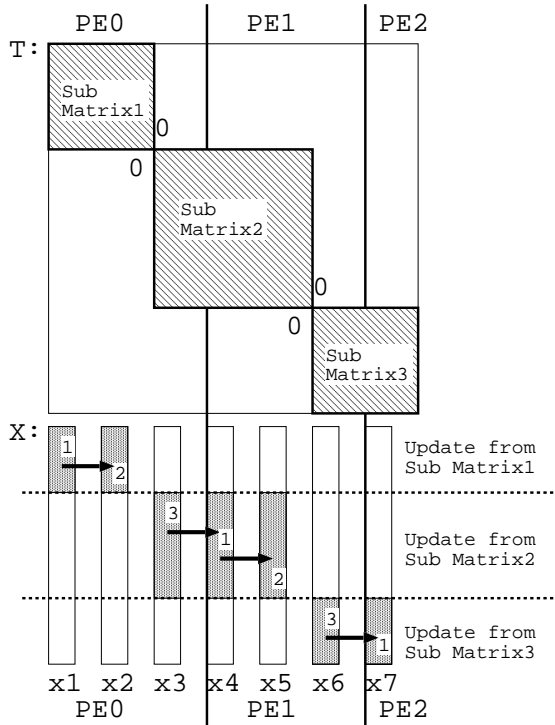 PE0 PE1 PE2
T:
Sub
Matrix1
0
0
Sub
Matrix2
0
0
Sub
Matrix3
X:
1
2
Update from
Sub Matrix1
3
1
2
Update from
Sub Matrix2
3
1
Update from
Sub Matrix3
x1 x2 x3 x4 x5 x6 x7
PE0 PE1 PE2